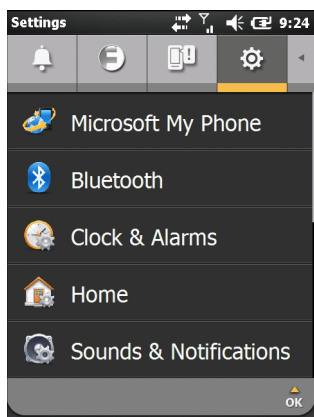 Settings 9:24
Microsoft My Phone
Bluetooth
Clock & Alarms
Home
Sounds & Notifications
OK